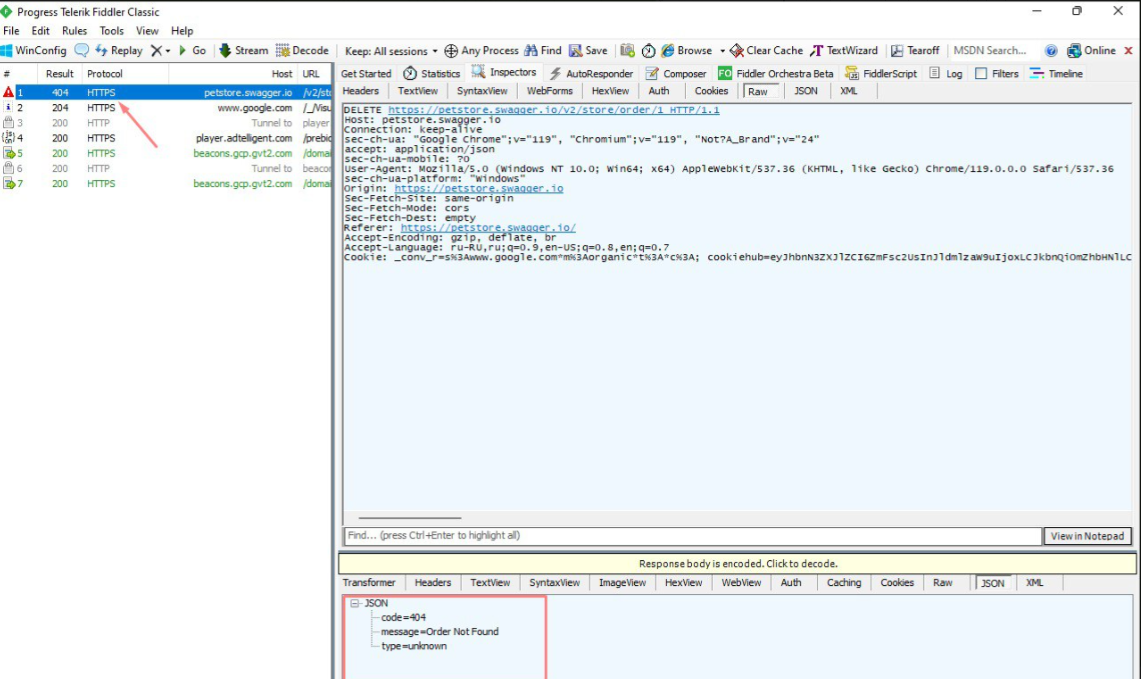 Progress Telerik Fiddler Classic
File Edit Rules Tools View Help
WinConfig Replay Go Stream Decode Keep: All sessions Any Process Find Save Browse Clear Cache TextWizard Tearoff MSDN Search... Online
# Result Protocol Host URL
1 404 HTTPS petstore.swagger.io /v2/sto
2 204 HTTPS www.google.com /_/Visu
3 200 HTTP Tunnel to player
4 200 HTTPS player.adtelligent.com /prebid
5 200 HTTPS beacons.gcp.gvt2.com /domai
6 200 HTTP Tunnel to beacon
7 200 HTTPS beacons.gcp.gvt2.com /domai
Get Started Statistics Inspectors AutoResponder Composer FO Fiddler Orchestra Beta FiddlerScript Log Filters Timeline
Headers TextView SyntaxView WebForms HexView Auth Cookies Raw JSON XML
DELETE https://petstore.swagger.io/v2/store/order/1 HTTP/1.1
Host: petstore.swagger.io
Connection: keep-alive
sec-ch-ua: "Google Chrome";v="119", "Chromium";v="119", "Not?A_Brand";v="24"
accept: application/json
sec-ch-ua-mobile: ?0
User-Agent: Mozilla/5.0 (Windows NT 10.0; Win64; x64) AppleWebKit/537.36 (KHTML, like Gecko) Chrome/119.0.0.0 Safari/537.36
sec-ch-ua-platform: "Windows"
Origin: https://petstore.swagger.io
Sec-Fetch-Site: same-origin
Sec-Fetch-Mode: cors
Sec-Fetch-Dest: empty
Referer: https://petstore.swagger.io/
Accept-Encoding: gzip, deflate, br
Accept-Language: ru-RU,ru;q=0.9,en-US;q=0.8,en;q=0.7
Cookie: _conv_r=s%3Awww.google.com*m%3Aorganic*t%3A*c%3A; cookiehub=eyJhbnN3ZXJlZCI6ZmFsc2UsInJldmlzaW9uIjoxLCJkbnQiOmZhbHNlLC
Find... (press Ctrl+Enter to highlight all) View in Notepad
Response body is encoded. Click to decode.
Transformer Headers TextView SyntaxView ImageView HexView WebView Auth Caching Cookies Raw JSON XML
JSON
code=404
message=Order Not Found
type=unknown